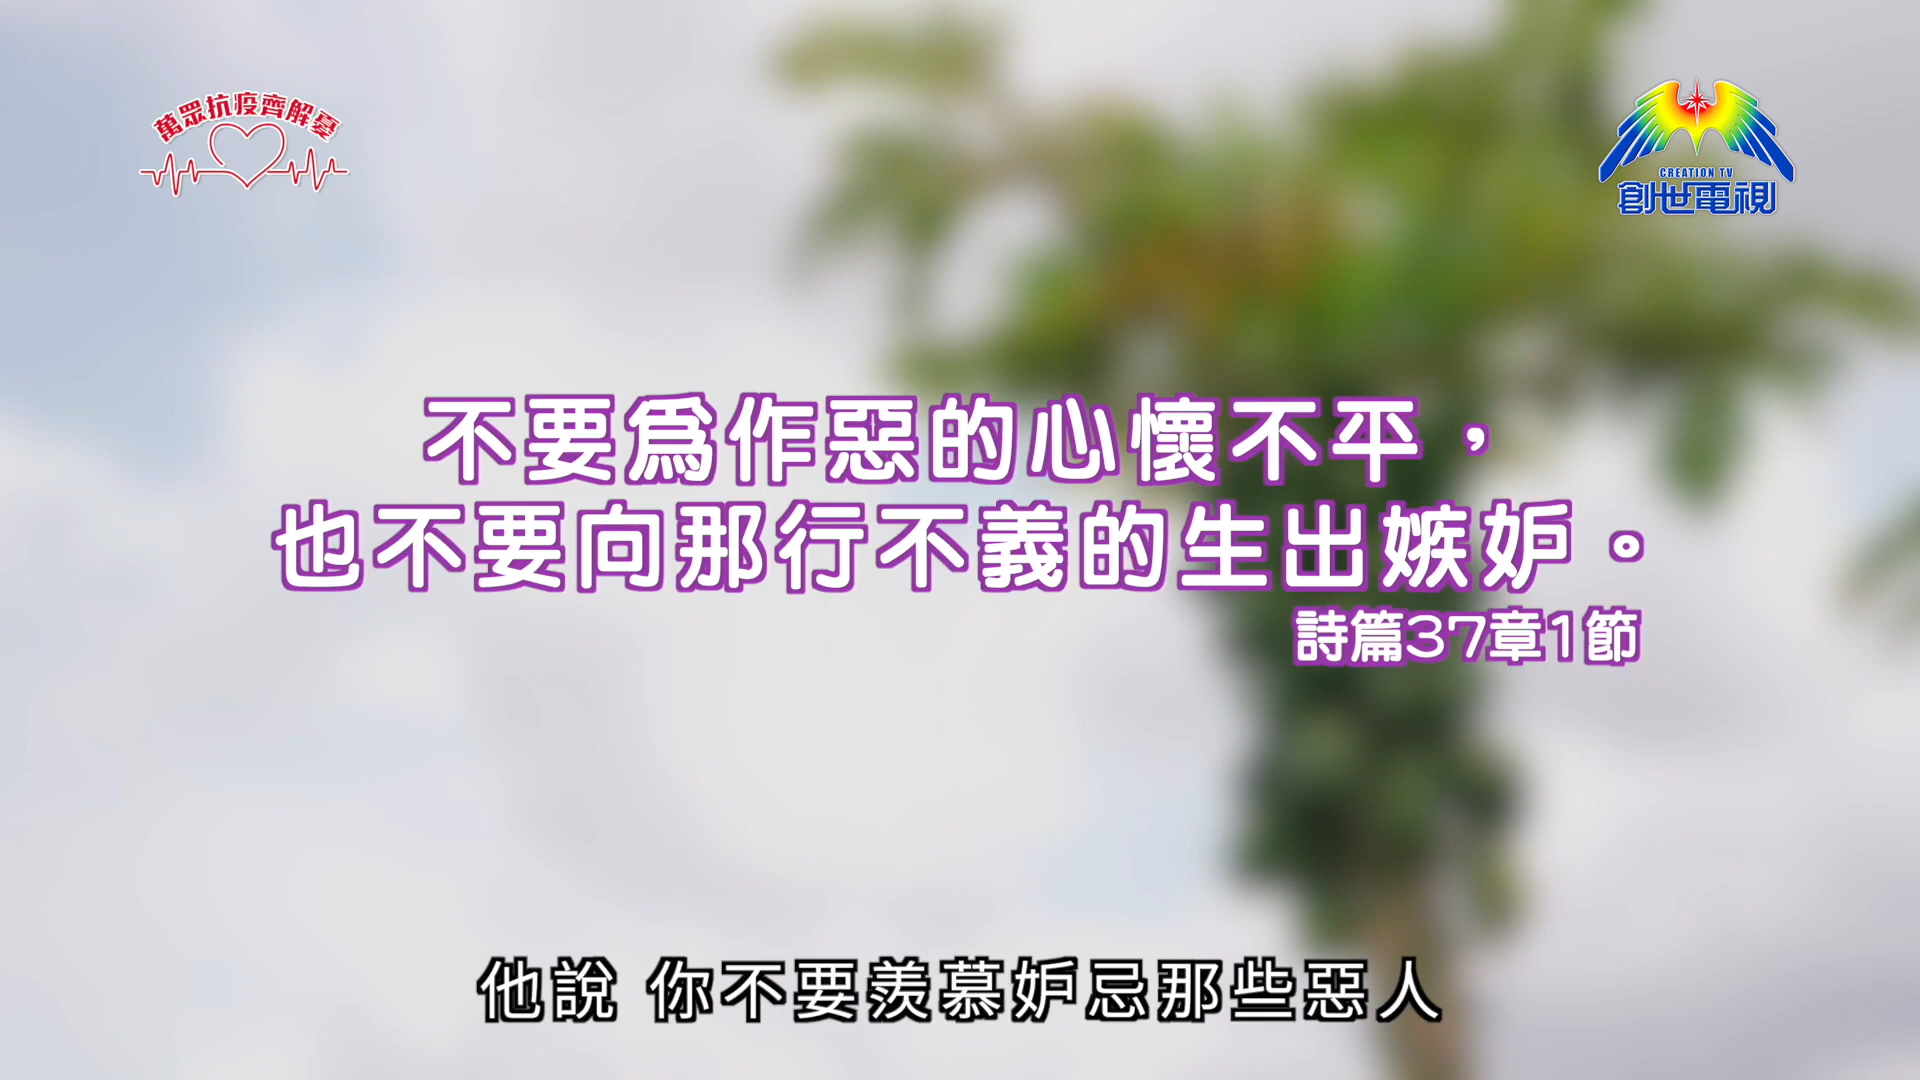 萬眾抗疫齊解憂
CREATION TV
創世電視
不要為作惡的心懷不平，
也不要向那行不義的生出嫉妒。
詩篇37章1節
他說 你不要羨慕妒忌那些惡人